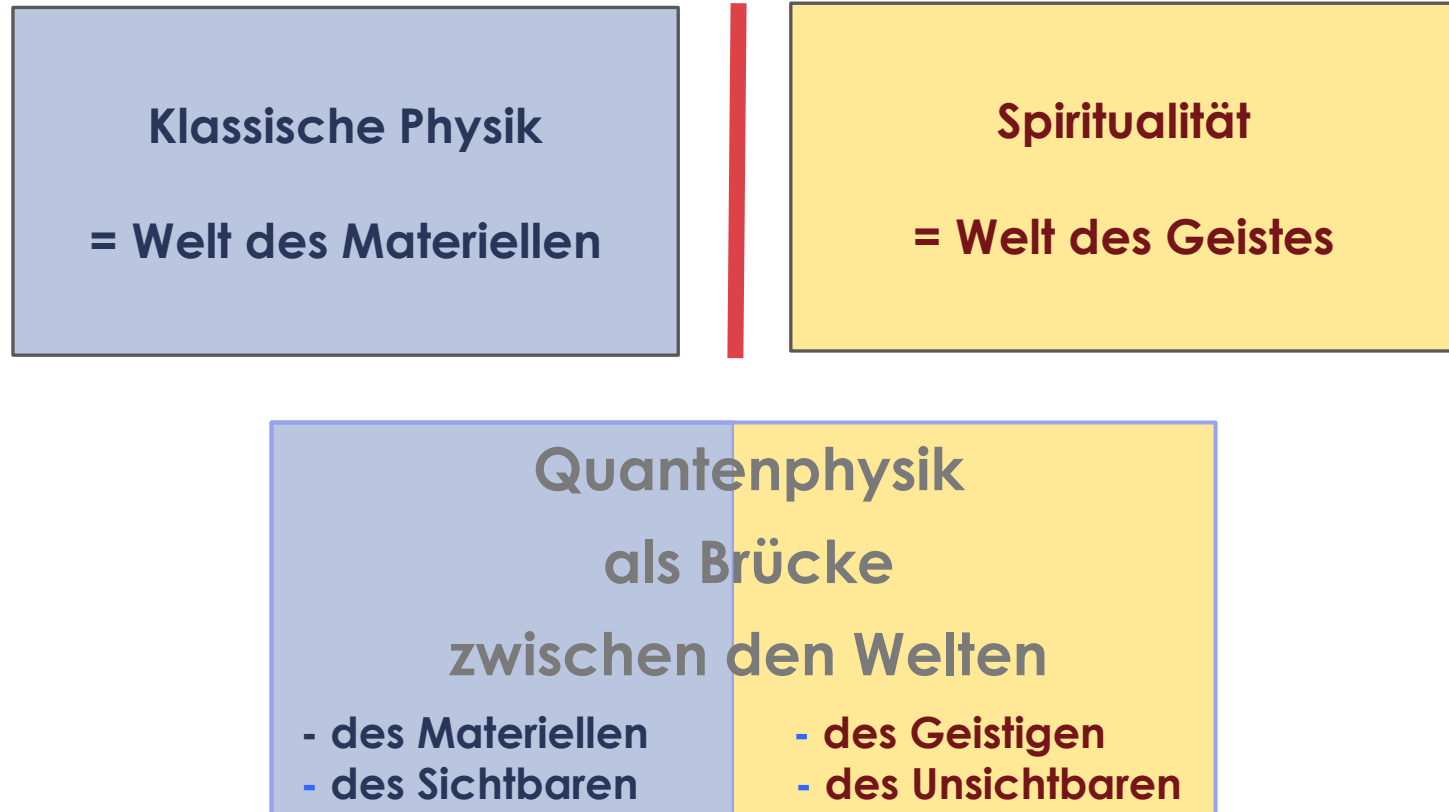 Klassische Physik
= Welt des Materiellen
Spiritualität
= Welt des Geistes
Quantenphysik
als Brücke
zwischen den Welten
- des Materiellen
- des Sichtbaren
- des Geistigen
- des Unsichtbaren